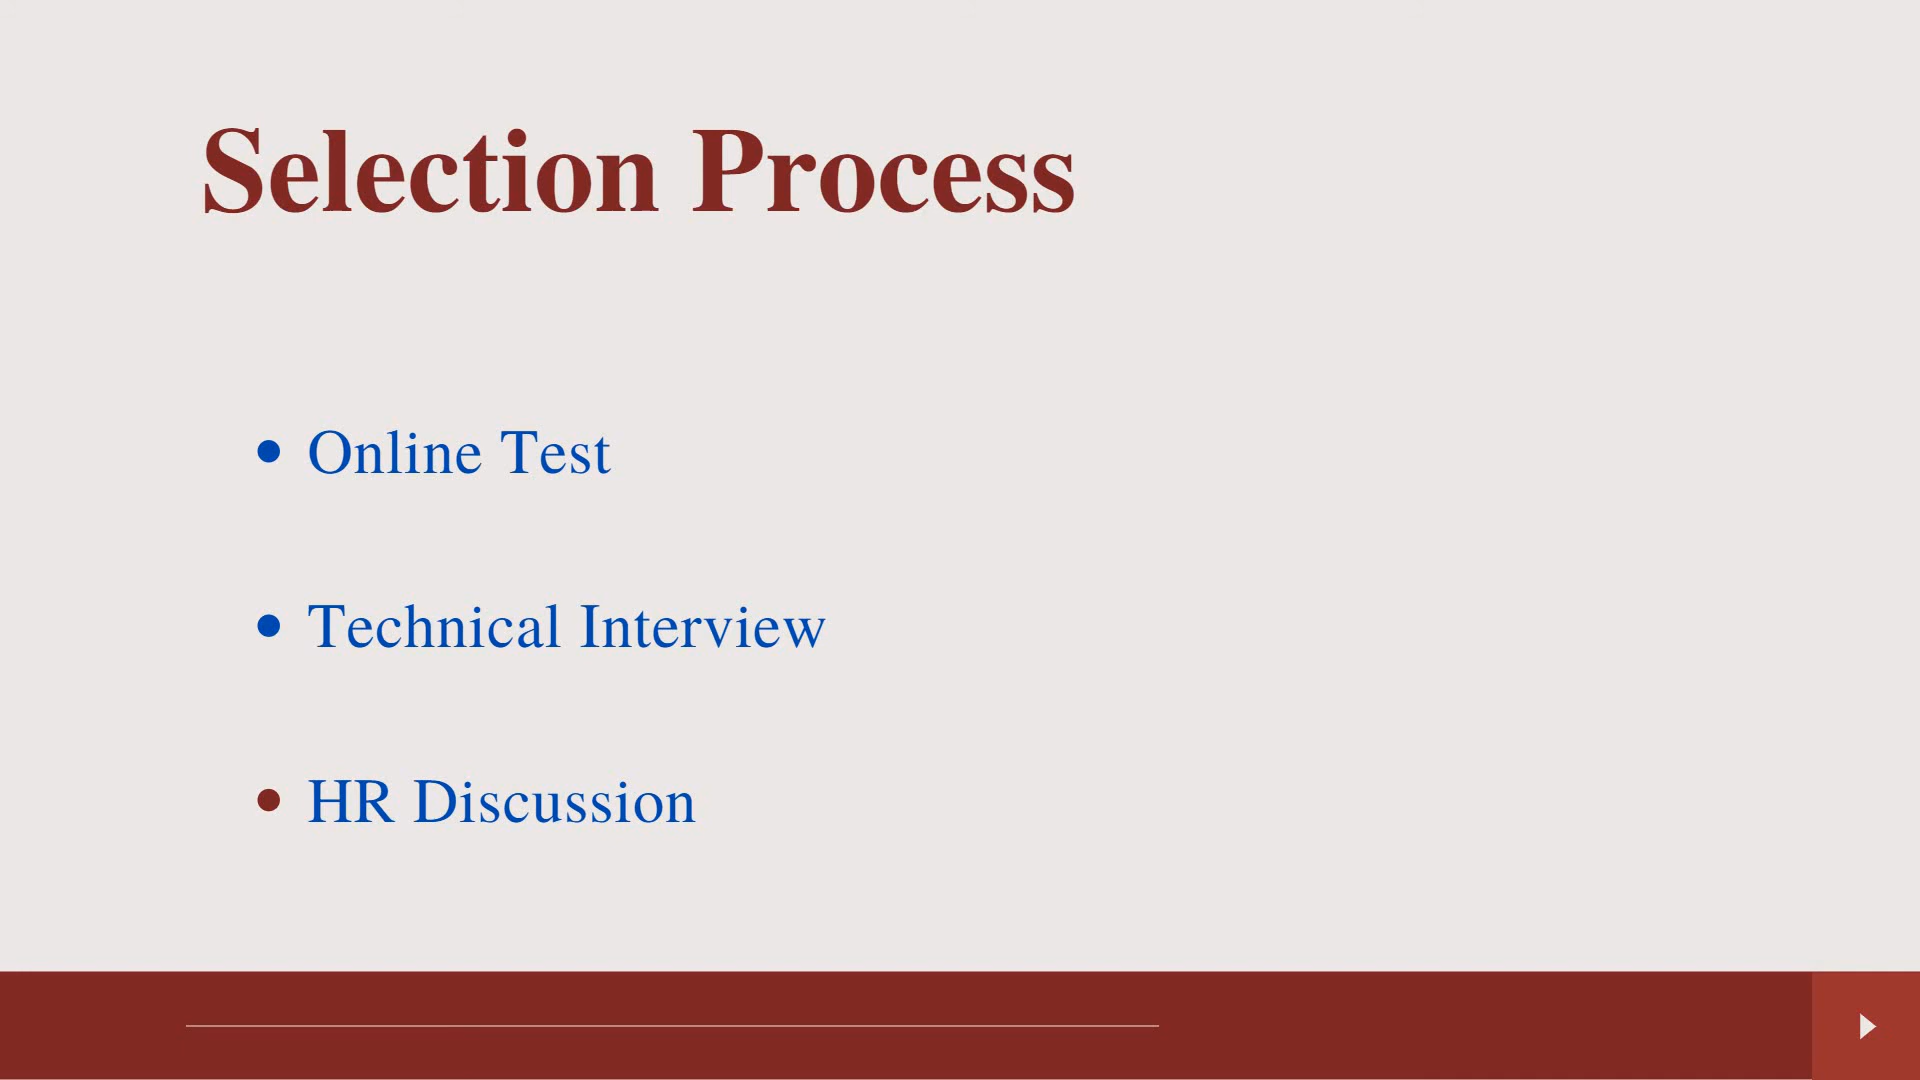 Selection Process
• Online Test
• Technical Interview
• HR Discussion